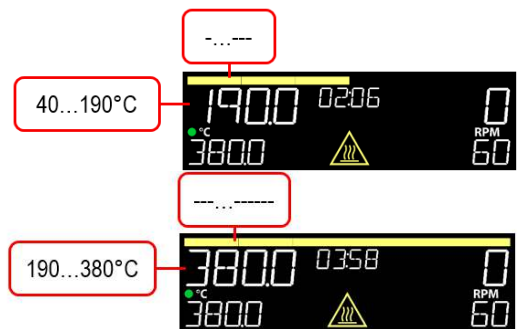 -...---
40...190°C
190.0 02:06 0
°C RPM
380.0 60
---...------
190...380°C
380.0 03:58 0
°C RPM
380.0 60